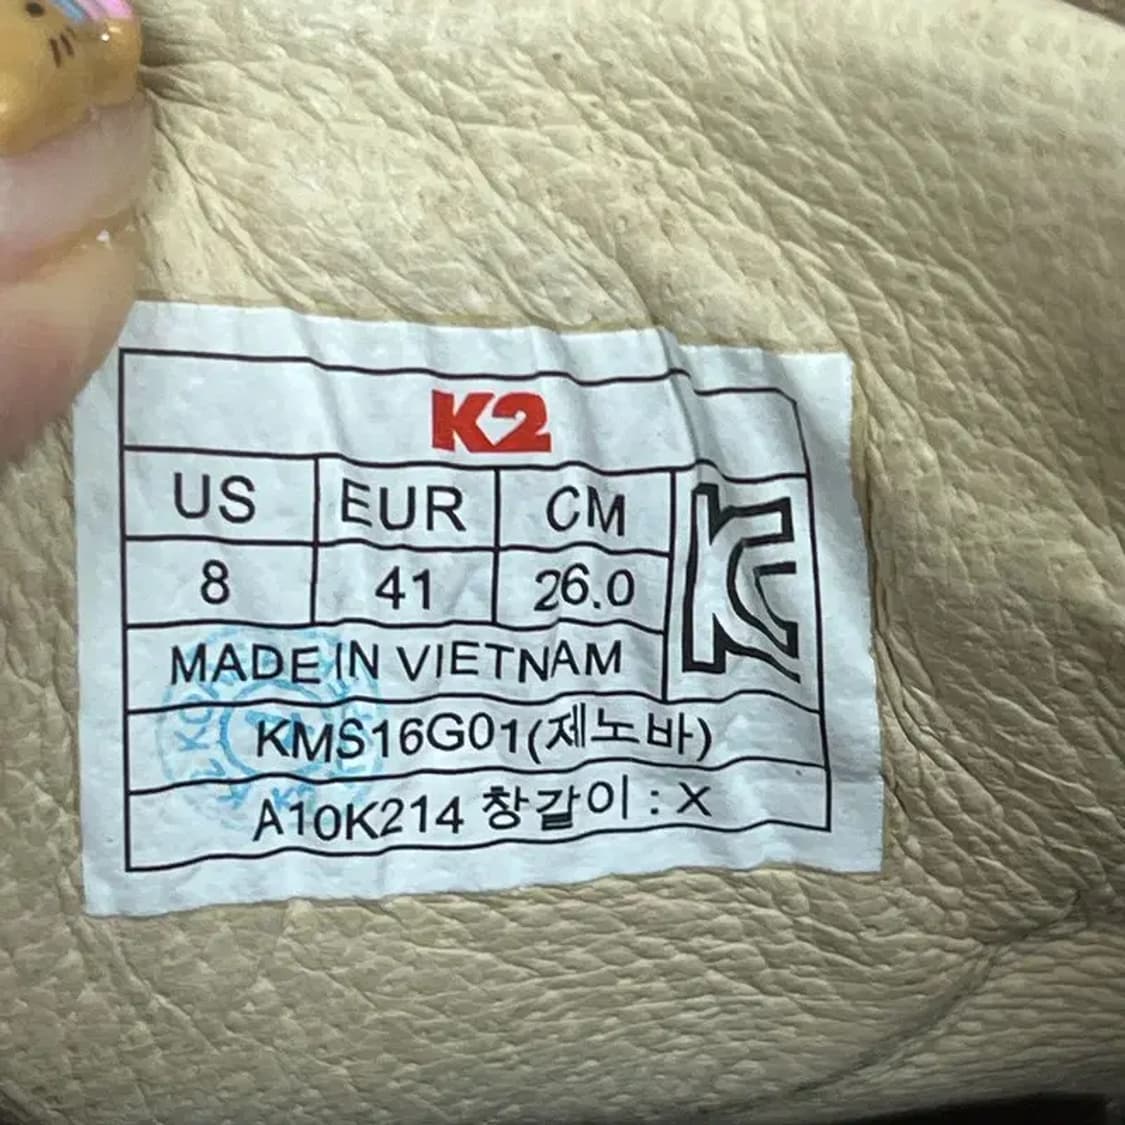 K2
US EUR CM
8 41 26.0
MADE IN VIETNAM
KMS16G01(제노바)
A10K214 창갈이 : X